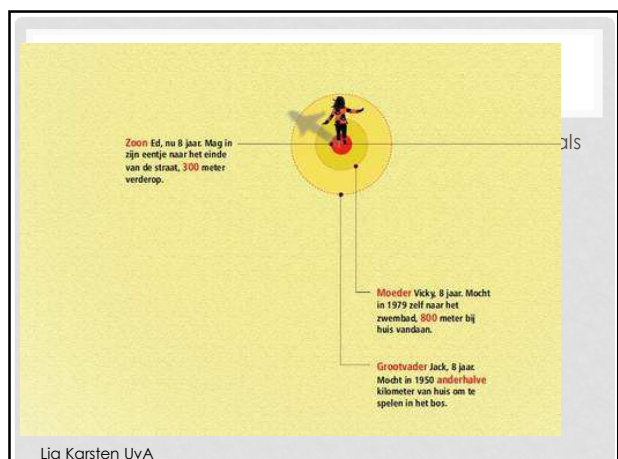 als
Zoon Ed, nu 8 jaar. Mag in
zijn eentje naar het einde
van de straat, 300 meter
verderop.
Moeder Vicky, 8 jaar. Mocht
in 1979 zelf naar het
zwembad, 800 meter bij
huis vandaan.
Grootvader Jack, 8 jaar.
Mocht in 1950 anderhalve
kilometer van huis om te
spelen in het bos.
Lia Karsten UvA